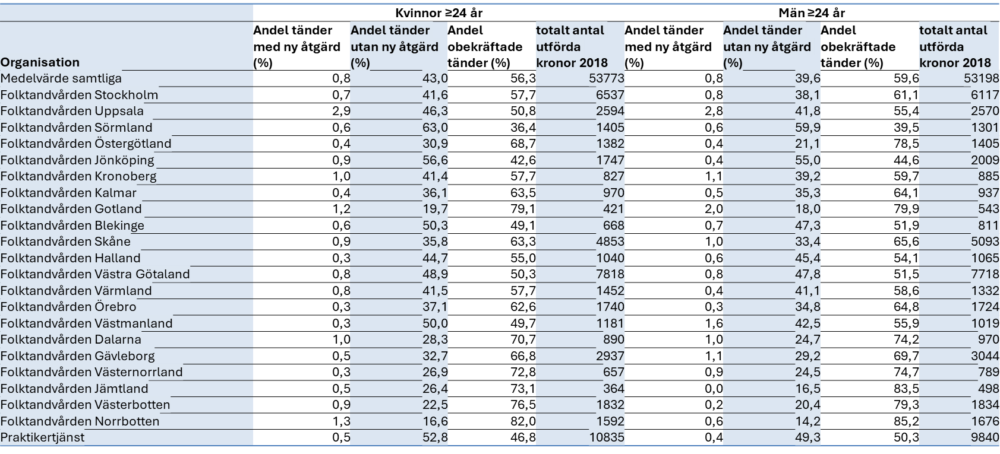 Kvinnor ≥24 år Män ≥24 år
Organisation Andel tänder med ny åtgärd (%) Andel tänder utan ny åtgärd (%) Andel obekräftade tänder (%) totalt antal utförda kronor 2018 Andel tänder med ny åtgärd (%) Andel tänder utan ny åtgärd (%) Andel obekräftade tänder (%) totalt antal utförda kronor 2018
Medelvärde samtliga 0,8 43,0 56,3 53773 0,8 39,6 59,6 53198
Folktandvården Stockholm 0,7 41,6 57,7 6537 0,8 38,1 61,1 6117
Folktandvården Uppsala 2,9 46,3 50,8 2594 2,8 41,8 55,4 2570
Folktandvården Sörmland 0,6 63,0 36,4 1405 0,6 59,9 39,5 1301
Folktandvården Östergötland 0,4 30,9 68,7 1382 0,4 21,1 78,5 1405
Folktandvården Jönköping 0,9 56,6 42,6 1747 0,4 55,0 44,6 2009
Folktandvården Kronoberg 1,0 41,4 57,7 827 1,1 39,2 59,7 885
Folktandvården Kalmar 0,4 36,1 63,5 970 0,5 35,3 64,1 937
Folktandvården Gotland 1,2 19,7 79,1 421 2,0 18,0 79,9 543
Folktandvården Blekinge 0,6 50,3 49,1 668 0,7 47,3 51,9 811
Folktandvården Skåne 0,9 35,8 63,3 4853 1,0 33,4 65,6 5093
Folktandvården Halland 0,3 44,7 55,0 1040 0,6 45,4 54,1 1065
Folktandvården Västra Götaland 0,8 48,9 50,3 7818 0,8 47,8 51,5 7718
Folktandvården Värmland 0,8 41,5 57,7 1452 0,4 41,1 58,6 1332
Folktandvården Örebro 0,3 37,1 62,6 1740 0,3 34,8 64,8 1724
Folktandvården Västmanland 0,3 50,0 49,7 1181 1,6 42,5 55,9 1019
Folktandvården Dalarna 1,0 28,3 70,7 890 1,0 24,7 74,2 970
Folktandvården Gävleborg 0,5 32,7 66,8 2937 1,1 29,2 69,7 3044
Folktandvården Västernorrland 0,3 26,9 72,8 657 0,9 24,5 74,7 789
Folktandvården Jämtland 0,5 26,4 73,1 364 0,0 16,5 83,5 498
Folktandvården Västerbotten 0,9 22,5 76,5 1832 0,2 20,4 79,3 1834
Folktandvården Norrbotten 1,3 16,6 82,0 1592 0,6 14,2 85,2 1676
Praktikertjänst 0,5 52,8 46,8 10835 0,4 49,3 50,3 9840